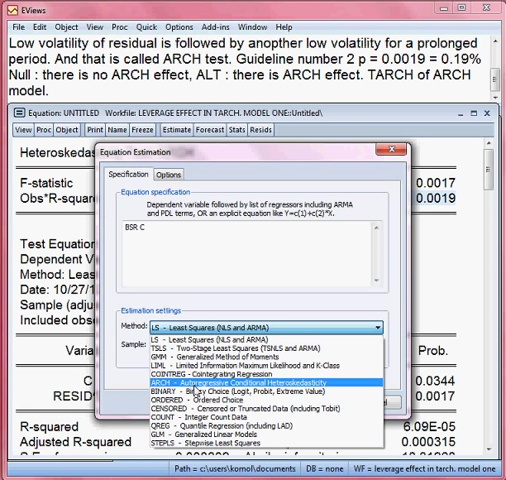 EViews
File Edit Object View Proc Quick Options Add-ins Window Help
Low volatility of residual is followed by anopther low volatility for a prolonged
period. And that is called ARCH test. Guideline number 2 p = 0.0019 = 0.19%
Null : there is no ARCH effect, ALT : there is ARCH effect. TARCH of ARCH
model.
Equation: UNTITLED Workfile: LEVERAGE EFFECT IN TARCH. MODEL ONE::Untitled\
View Proc Object Print Name Freeze Estimate Forecast Stats Resids
Heteroskeda
Equation Estimation
Specification Options
F-statistic 0.0017
Obs*R-square 0.0019
Equation specification
Dependent variable followed by list of regressors including ARMA
and PDL terms, OR an explicit equation like Y=c(1)+c(2)*X.
BSR C
Test Equation
Dependent V
Method: Leas
Date: 10/27/1
Sample (adju
Included obse
Estimation settings
Method: LS - Least Squares (NLS and ARMA)
Sample:
LS - Least Squares (NLS and ARMA)
TSLS - Two-Stage Least Squares (TSNLS and ARMA)
GMM - Generalized Method of Moments
LIML - Limited Information Maximum Likelihood and K-Class
COINTREG - Cointegrating Regression
ARCH - Autoregressive Conditional Heteroskedasticity
BINARY - Binary Choice (Logit, Probit, Extreme Value)
ORDERED - Ordered Choice
CENSORED - Censored or Truncated Data (including Tobit)
COUNT - Integer Count Data
QREG - Quantile Regression (including LAD)
GLM - Generalized Linear Models
STEPLS - Stepwise Least Squares
Varia Prob.
C 0.0344
RESID 0.0017
R-squared 6.09E-05
Adjusted R-squared
Path = c:\users\komol\documents DB = none WF = leverage effect in tarch. model one